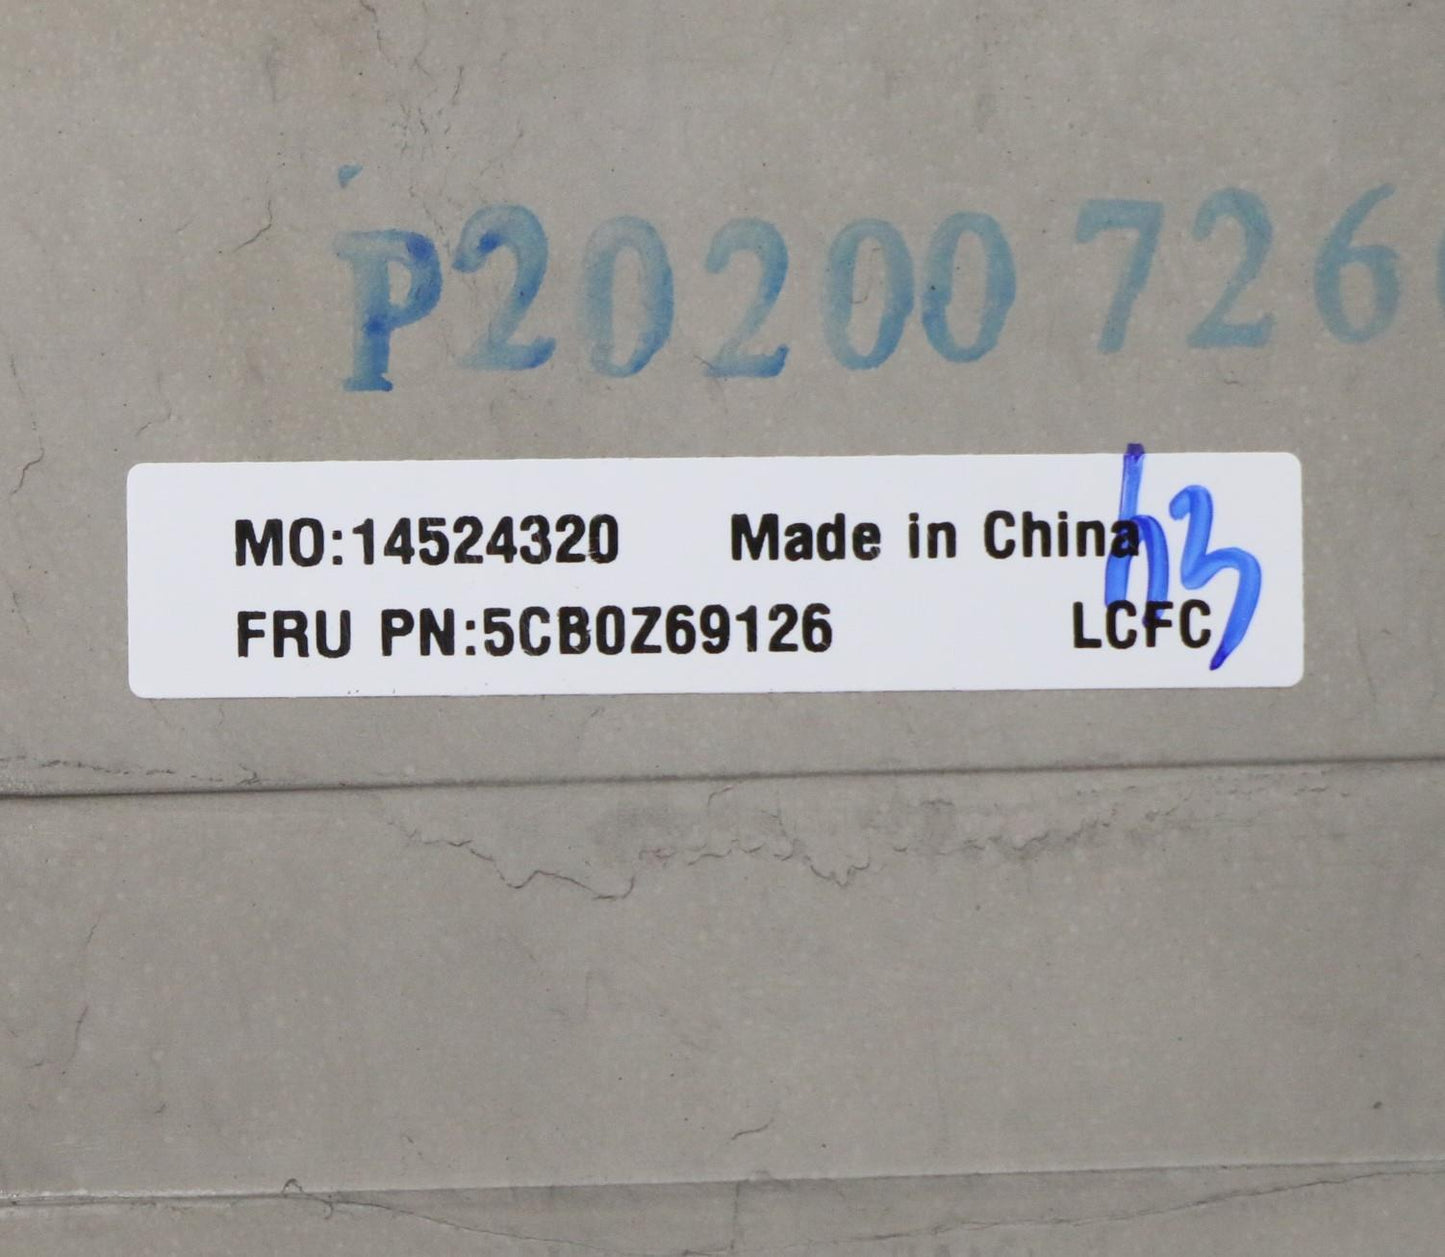 P20200726
MO:14524320 Made in China
FRU PN:5CB0Z69126 LCFC